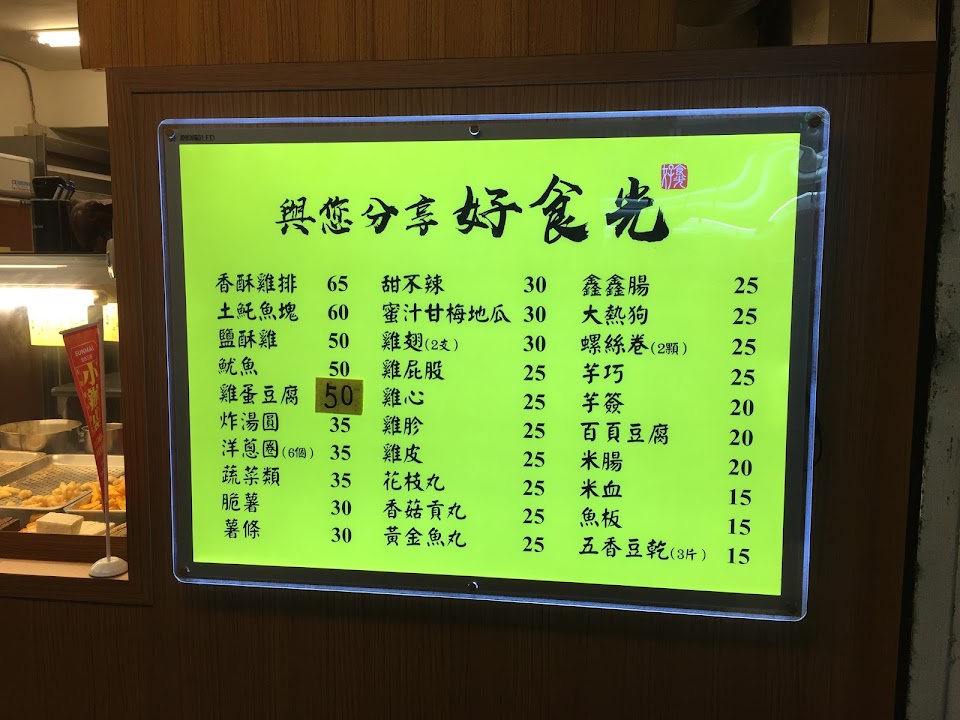 與您分享好食光
香酥雞排 65
土魠魚塊 60
鹽酥雞 50
魷魚 50
雞蛋豆腐 50
炸湯圓 35
洋蔥圈(6個) 35
蔬菜類 35
脆薯 30
薯條 30
甜不辣 30
蜜汁甘梅地瓜 30
雞翅(2支) 30
雞屁股 25
雞心 25
雞胗 25
雞皮 25
花枝丸 25
香菇貢丸 25
黃金魚丸 25
鑫鑫腸 25
大熱狗 25
螺絲卷(2顆) 25
芋巧 25
芋簽 20
百頁豆腐 20
米腸 20
米血 15
魚板 15
五香豆乾(3片) 15